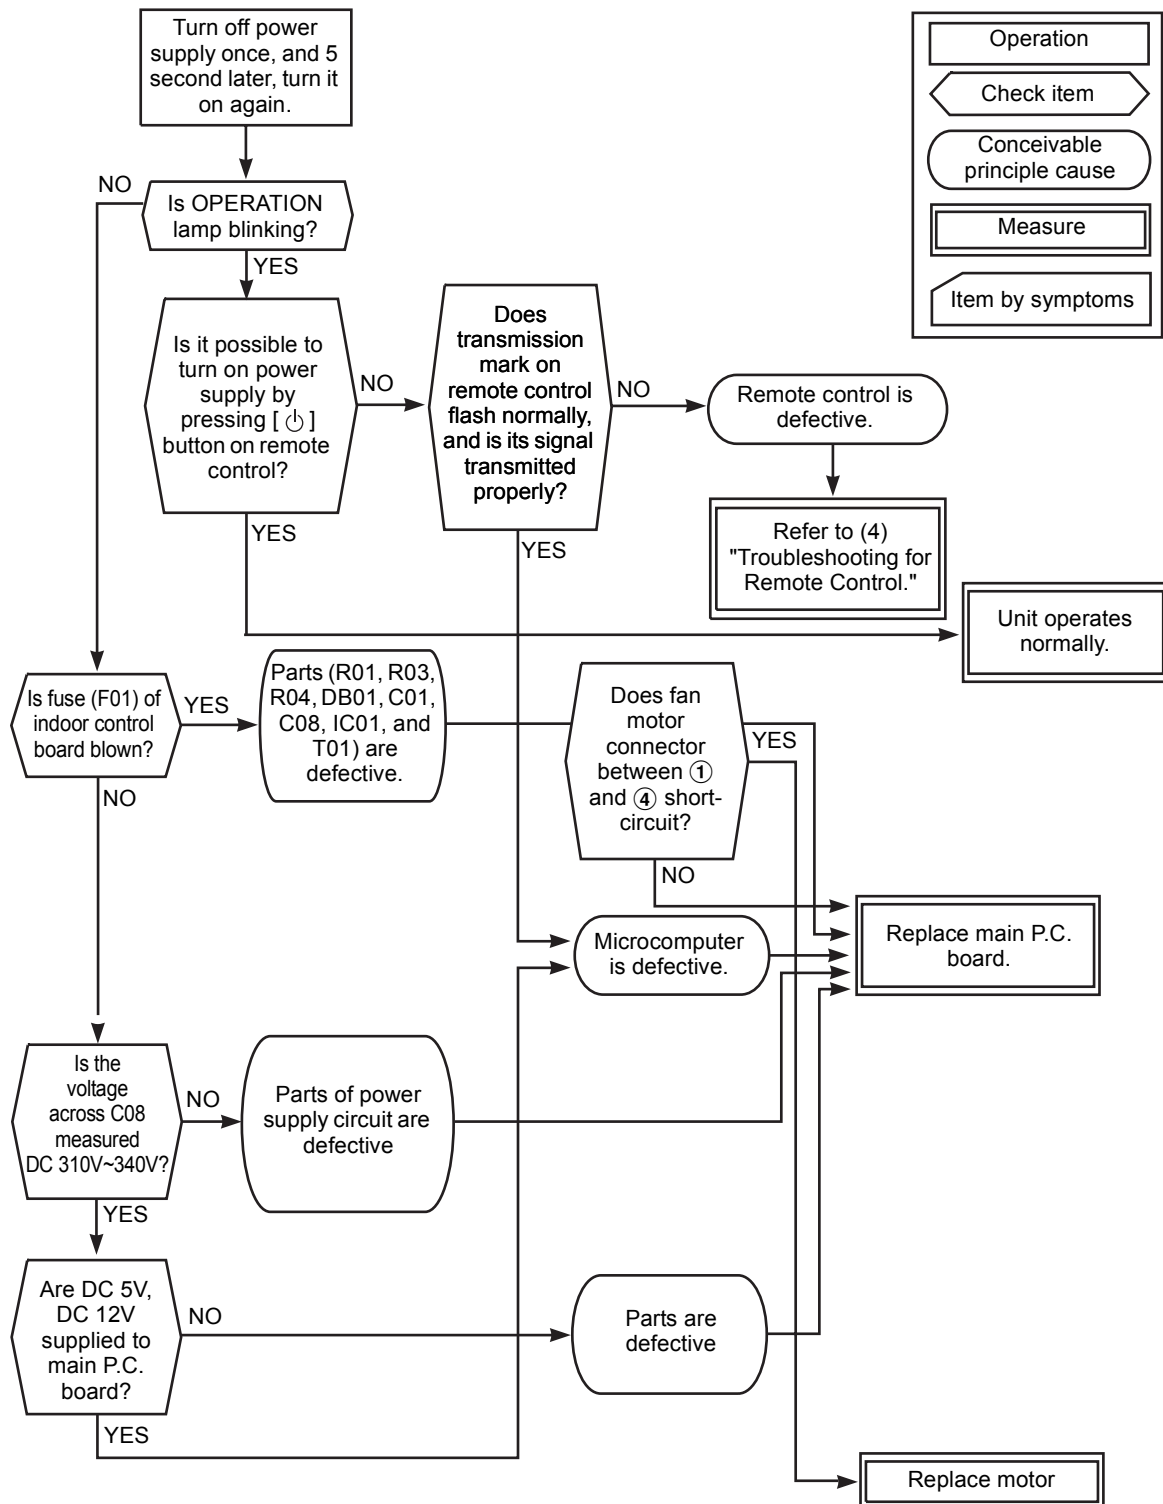 Turn off power
supply once, and 5
second later, turn it
on again.
Operation
Check item
Conceivable
principle cause
Measure
Item by symptoms
NO
Is OPERATION
lamp blinking?
YES
Is it possible to
turn on power
supply by
pressing [ ⏻ ]
button on remote
control?
NO
Does
transmission
mark on
remote control
flash normally,
and is its signal
transmitted
properly?
NO
Remote control is
defective.
YES
YES
Refer to (4)
"Troubleshooting for
Remote Control."
Unit operates
normally.
Is fuse (F01) of
indoor control
board blown?
YES
Parts (R01, R03,
R04, DB01, C01,
C08, IC01, and
T01) are
defective.
Does fan
motor
connector
between ①
and ④ short-
circuit?
YES
NO
NO
Microcomputer
is defective.
Replace main P.C.
board.
Is the
voltage
across C08
measured
DC 310V~340V?
NO
Parts of power
supply circuit are
defective
YES
Are DC 5V,
DC 12V
supplied to
main P.C.
board?
NO
Parts are
defective
YES
Replace motor